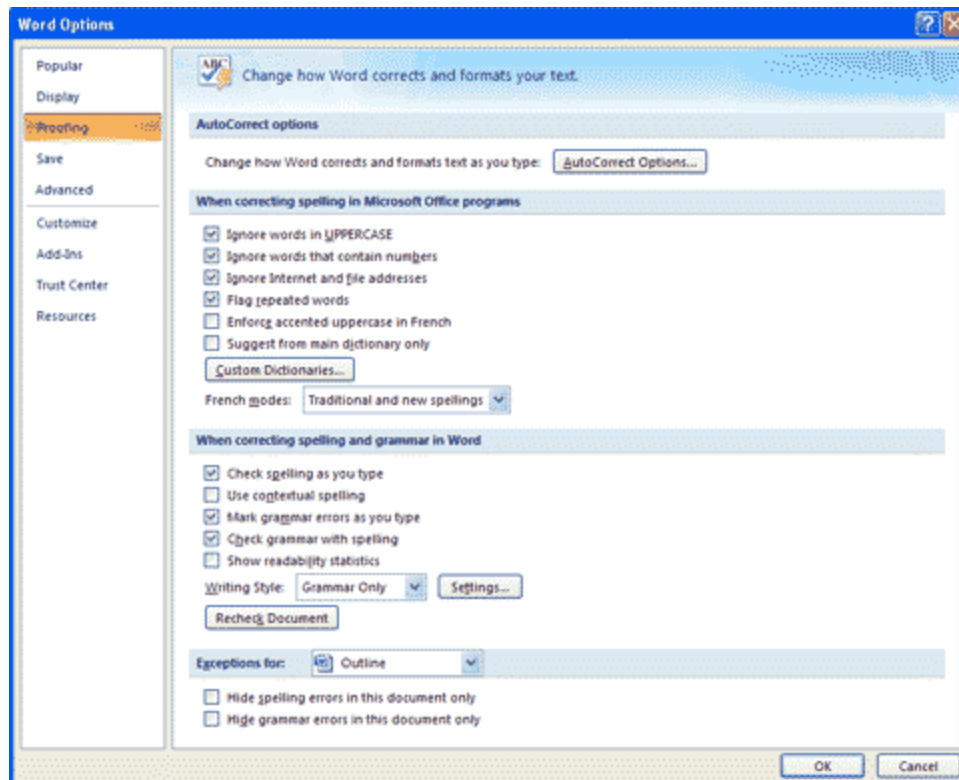 Word Options
Popular
Display
Proofing
Save
Advanced
Customize
Add-Ins
Trust Center
Resources
ABC
Change how Word corrects and formats your text.
AutoCorrect options
Change how Word corrects and formats text as you type: AutoCorrect Options...
When correcting spelling in Microsoft Office programs
Ignore words in UPPERCASE
Ignore words that contain numbers
Ignore Internet and file addresses
Flag repeated words
Enforce accented uppercase in French
Suggest from main dictionary only
Custom Dictionaries...
French modes: Traditional and new spellings
When correcting spelling and grammar in Word
Check spelling as you type
Use contextual spelling
Mark grammar errors as you type
Check grammar with spelling
Show readability statistics
Writing Style: Grammar Only Settings...
Recheck Document
Exceptions for: Outline
Hide spelling errors in this document only
Hide grammar errors in this document only
OK Cancel